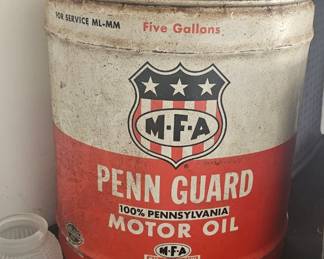 FOR SERVICE ML-MM
Five Gallons
M·F·A
PENN GUARD
100% PENNSYLVANIA
MOTOR OIL
M·F·A